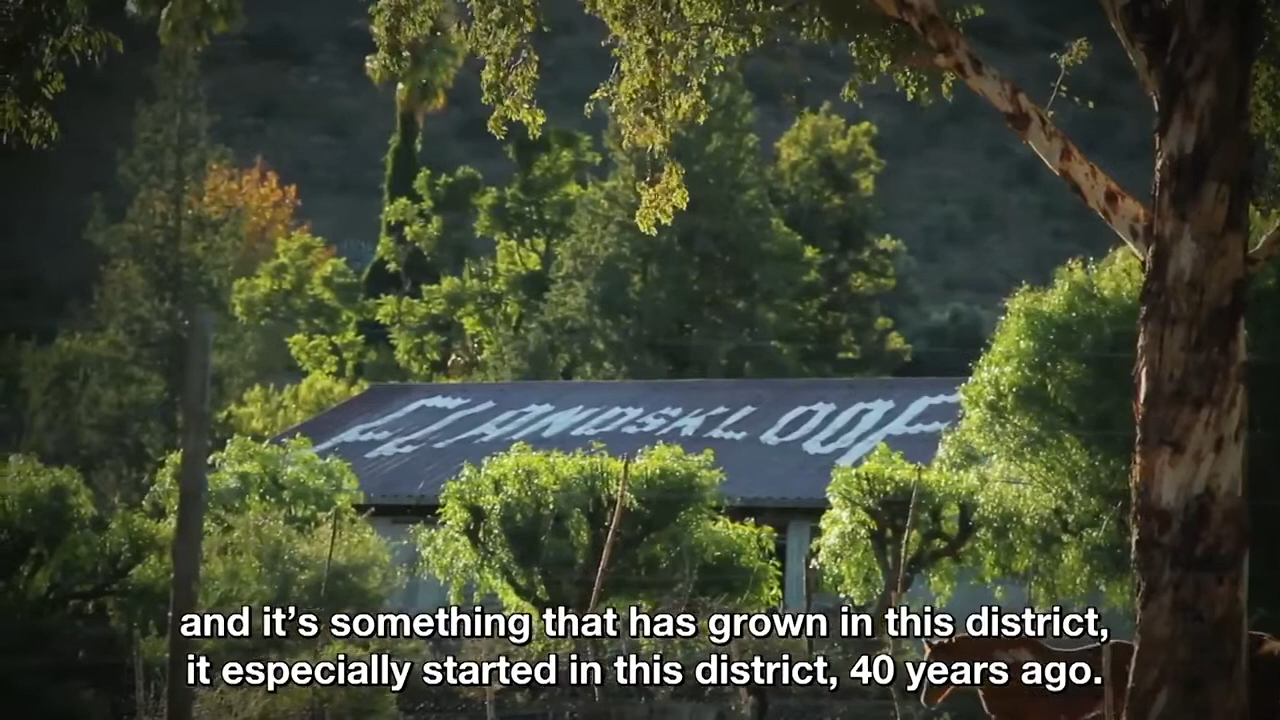 ELANDSKLOOF
and it’s something that has grown in this district,
it especially started in this district, 40 years ago.